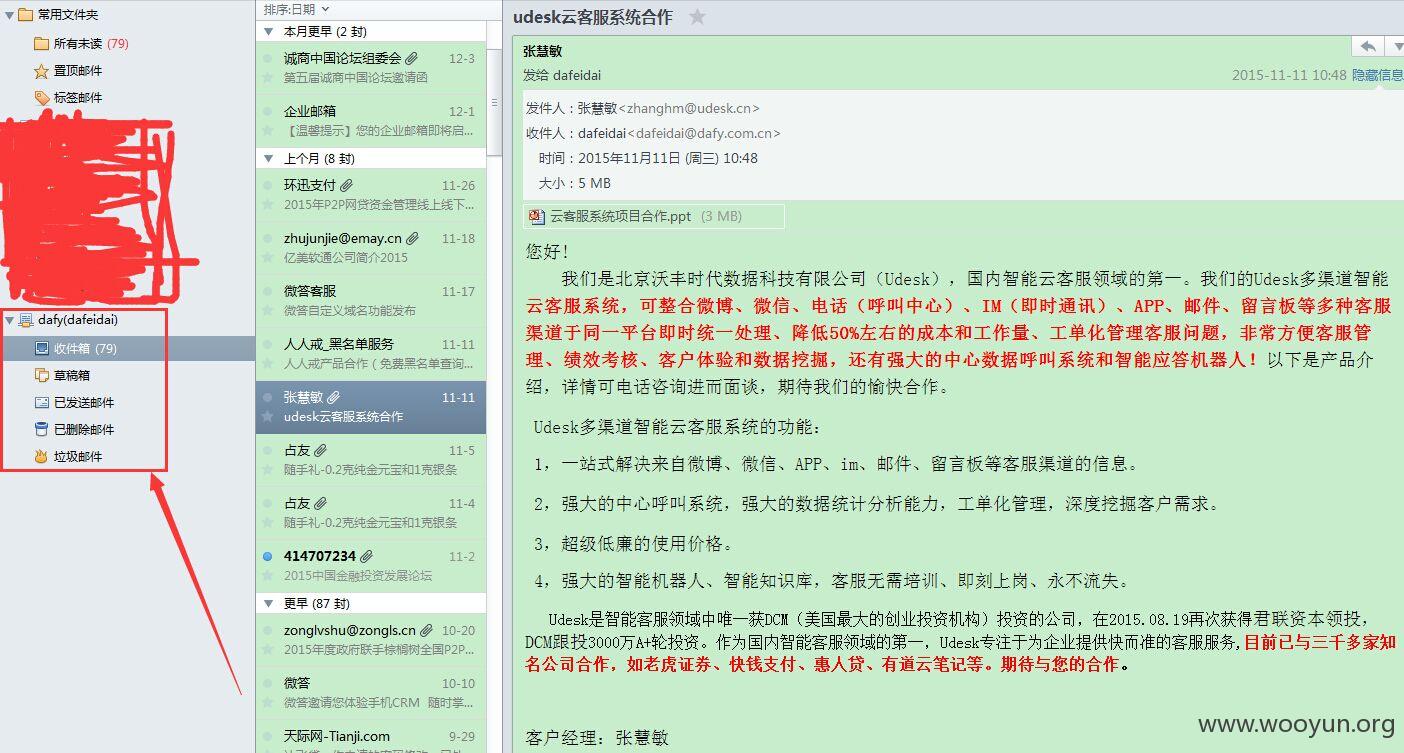 常用文件夹
所有未读 (79)
置顶邮件
标签邮件
dafy(dafeidai)
收件箱 (79)
草稿箱
已发送邮件
已删除邮件
垃圾邮件
排序:日期
本月更早 (2 封)
诚商中国论坛组委会 12-3
第五届诚商中国论坛邀请函
企业邮箱 12-1
【温馨提示】您的企业邮箱即将启...
上个月 (8 封)
环迅支付 11-26
2015年P2P网贷资金管理线上线下...
zhujunjie@emay.cn 11-18
亿美软通公司简介2015
微答客服 11-17
微答自定义域名功能发布
人人戒_黑名单服务 11-11
人人戒产品合作（免费黑名单查询...
张慧敏 11-11
udesk云客服系统合作
占友 11-5
随手礼-0.2克纯金元宝和1克银条
占友 11-4
随手礼-0.2克纯金元宝和1克银条
414707234 11-2
2015中国金融投资发展论坛
更早 (87 封)
zonglvshu@zongls.cn 10-20
2015年度政府联手棕榈树全国P2P...
微答 10-10
微答邀请您体验手机CRM 随时掌...
天际网-Tianji.com 9-29
udesk云客服系统合作
张慧敏
发给 dafeidai
2015-11-11 10:48 隐藏信息
发件人：张慧敏<zhanghm@udesk.cn>
收件人：dafeidai<dafeidai@dafy.com.cn>
时间：2015年11月11日 (周三) 10:48
大小：5 MB
云客服系统项目合作.ppt (3 MB)
您好！
我们是北京沃丰时代数据科技有限公司（Udesk），国内智能云客服领域的第一。我们的Udesk多渠道智能
云客服系统，可整合微博、微信、电话（呼叫中心）、IM（即时通讯）、APP、邮件、留言板等多种客服
渠道于同一平台即时统一处理、降低50%左右的成本和工作量、工单化管理客服问题，非常方便客服管
理、绩效考核、客户体验和数据挖掘，还有强大的中心数据呼叫系统和智能应答机器人！以下是产品介
绍，详情可电话咨询进而面谈，期待我们的愉快合作。
Udesk多渠道智能云客服系统的功能：
1，一站式解决来自微博、微信、APP、im、邮件、留言板等客服渠道的信息。
2，强大的中心呼叫系统，强大的数据统计分析能力，工单化管理，深度挖掘客户需求。
3，超级低廉的使用价格。
4，强大的智能机器人、智能知识库，客服无需培训、即刻上岗、永不流失。
Udesk是智能客服领域中唯一获DCM（美国最大的创业投资机构）投资的公司，在2015.08.19再次获得君联资本领投，
DCM跟投3000万A+轮投资。作为国内智能客服领域的第一，Udesk专注于为企业提供快而准的客服服务,目前已与三千多家知
名公司合作，如老虎证券、快钱支付、惠人贷、有道云笔记等。期待与您的合作。
客户经理：张慧敏
www.wooyun.org